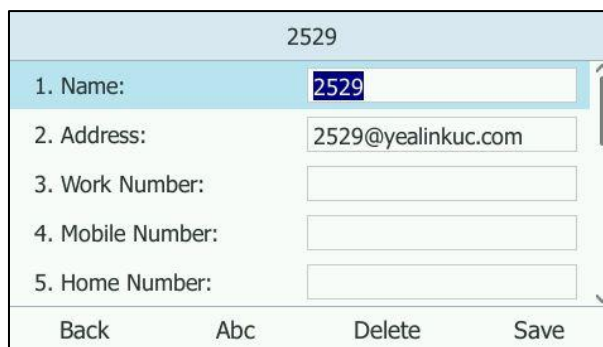 2529
1. Name: 2529
2. Address: 2529@yealinkuc.com
3. Work Number:
4. Mobile Number:
5. Home Number:
Back Abc Delete Save